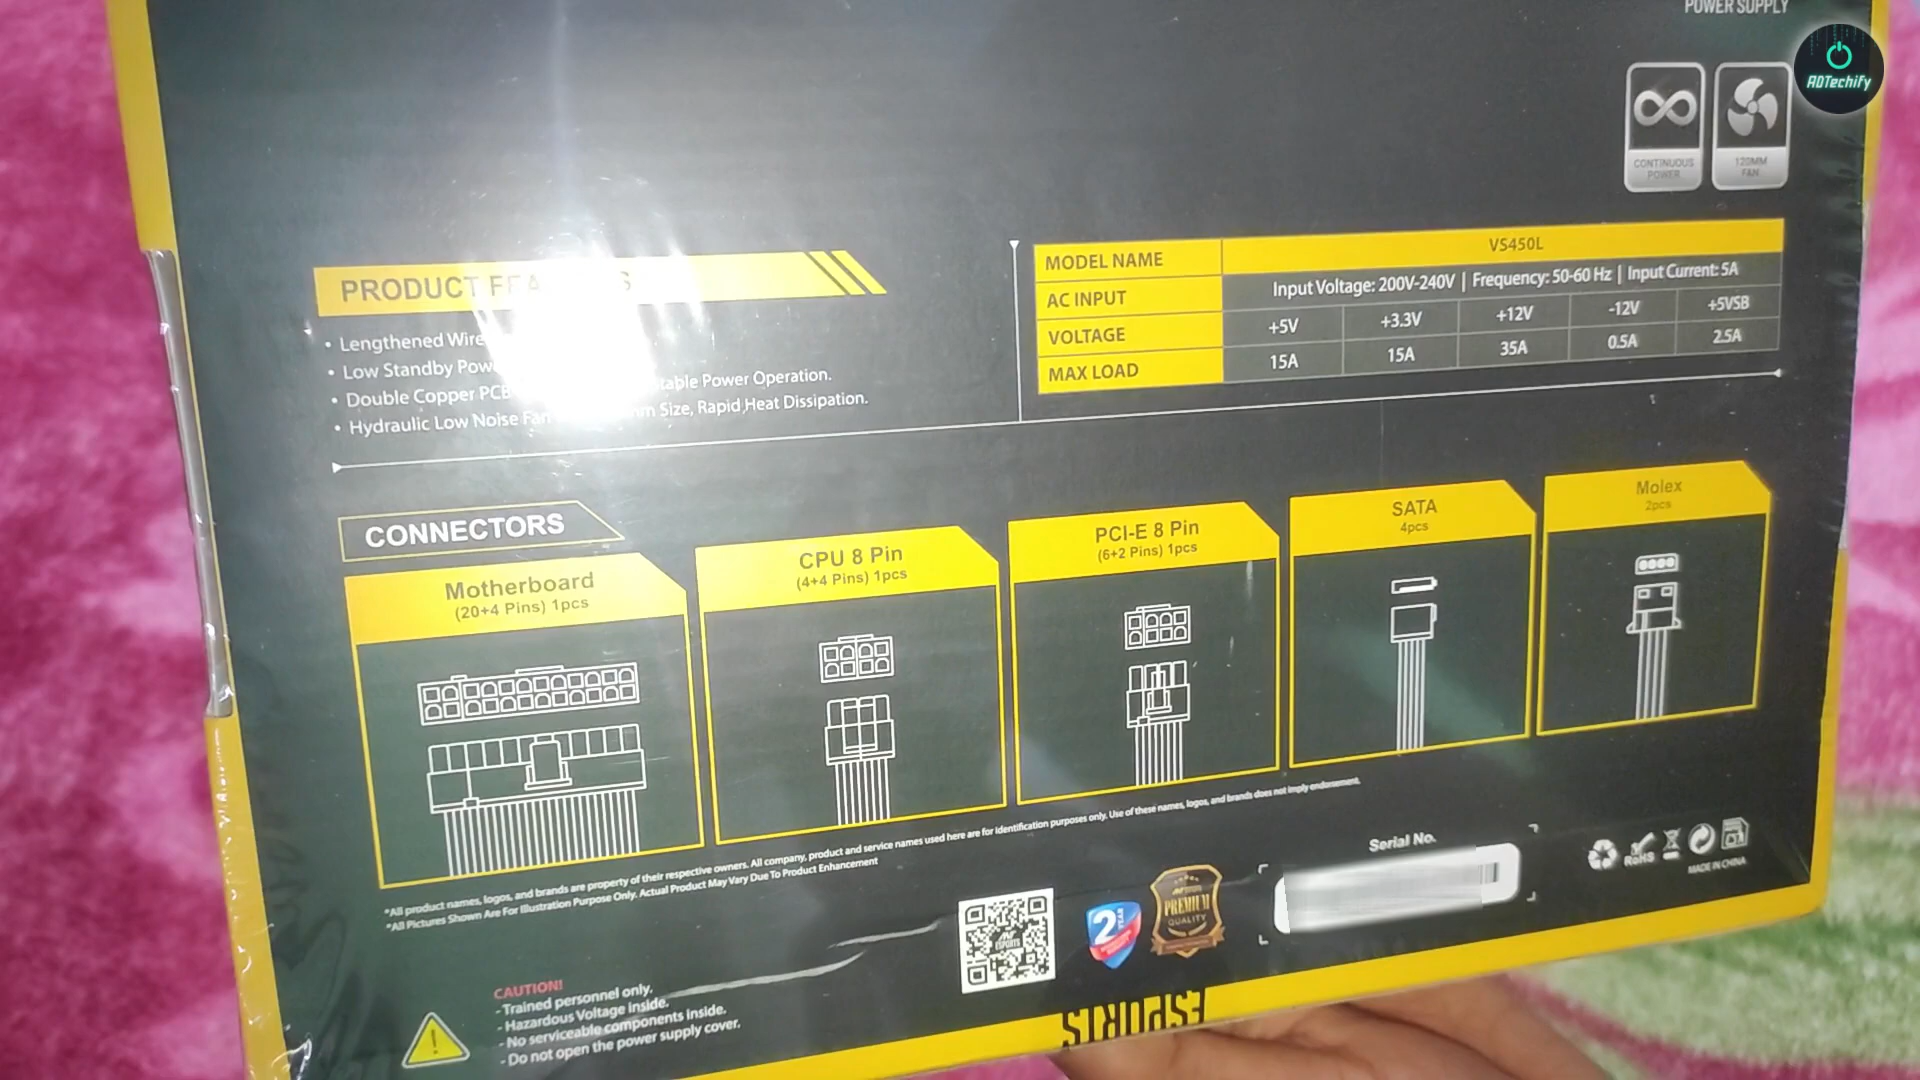 POWER SUPPLY
ADTechify
CONTINUOUS
POWER
120MM
FAN
PRODUCT
• Lengthened Wire
• Low Standby
• Double Copper PCB Stable Power Operation.
• Hydraulic Low Noise Fan Size, Rapid Heat Dissipation.
MODEL NAME VS450L
AC INPUT Input Voltage: 200V-240V | Frequency: 50-60 Hz | Input Current: 5A
VOLTAGE +5V +3.3V +12V -12V +5VSB
MAX LOAD 15A 15A 35A 0.5A 2.5A
CONNECTORS
Motherboard
(20+4 Pins) 1pcs
CPU 8 Pin
(4+4 Pins) 1pcs
PCI-E 8 Pin
(6+2 Pins) 1pcs
SATA
4pcs
Molex
2pcs
*All product names, logos, and brands are property of their respective owners. All company, product and service names used here are for identification purposes only. Use of these names, logos, and brands does not imply endorsement.
*All Pictures Shown Are For Illustration Purpose Only. Actual Product May Vary Due To Product Enhancement
Serial No.
RoHS
MADE IN CHINA
ESPORTS
2 YEAR
PREMIUM
QUALITY
CAUTION!
- Trained personnel only.
- Hazardous Voltage inside.
- No serviceable components inside.
- Do not open the power supply cover.
ESPORTS